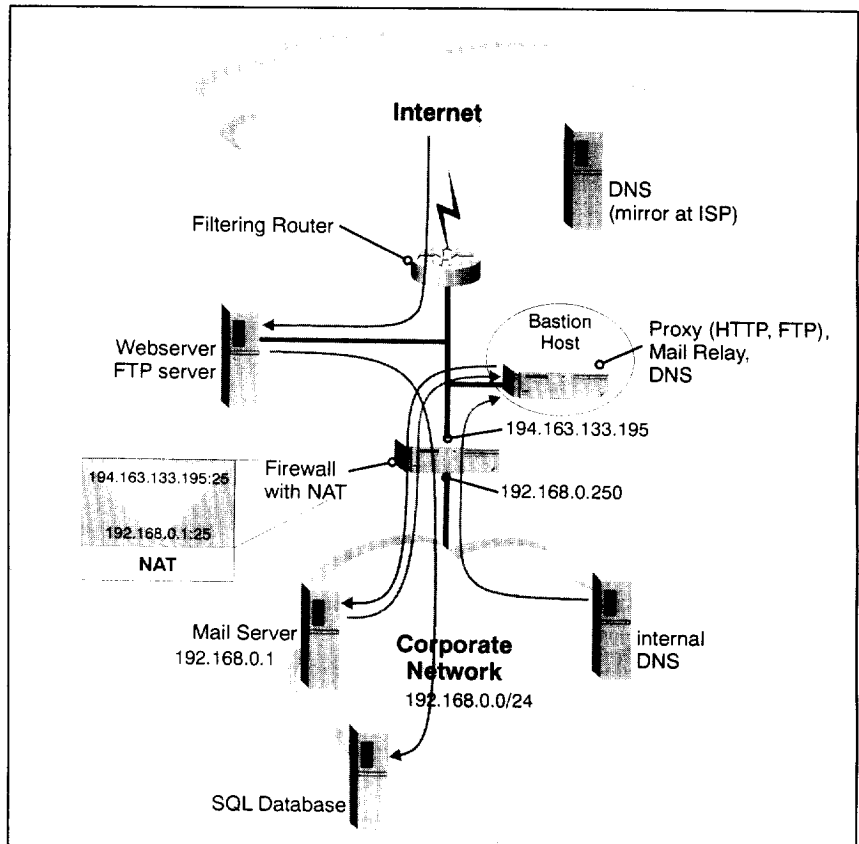 Internet
DNS
(mirror at ISP)
Filtering Router
Bastion
Host
Proxy (HTTP, FTP),
Mail Relay,
DNS
Webserver
FTP server
194.163.133.195
Firewall
with NAT
192.168.0.250
194.163.133.195:25
192.168.0.1:25
NAT
Mail Server
192.168.0.1
Corporate
Network
192.168.0.0/24
internal
DNS
SQL Database